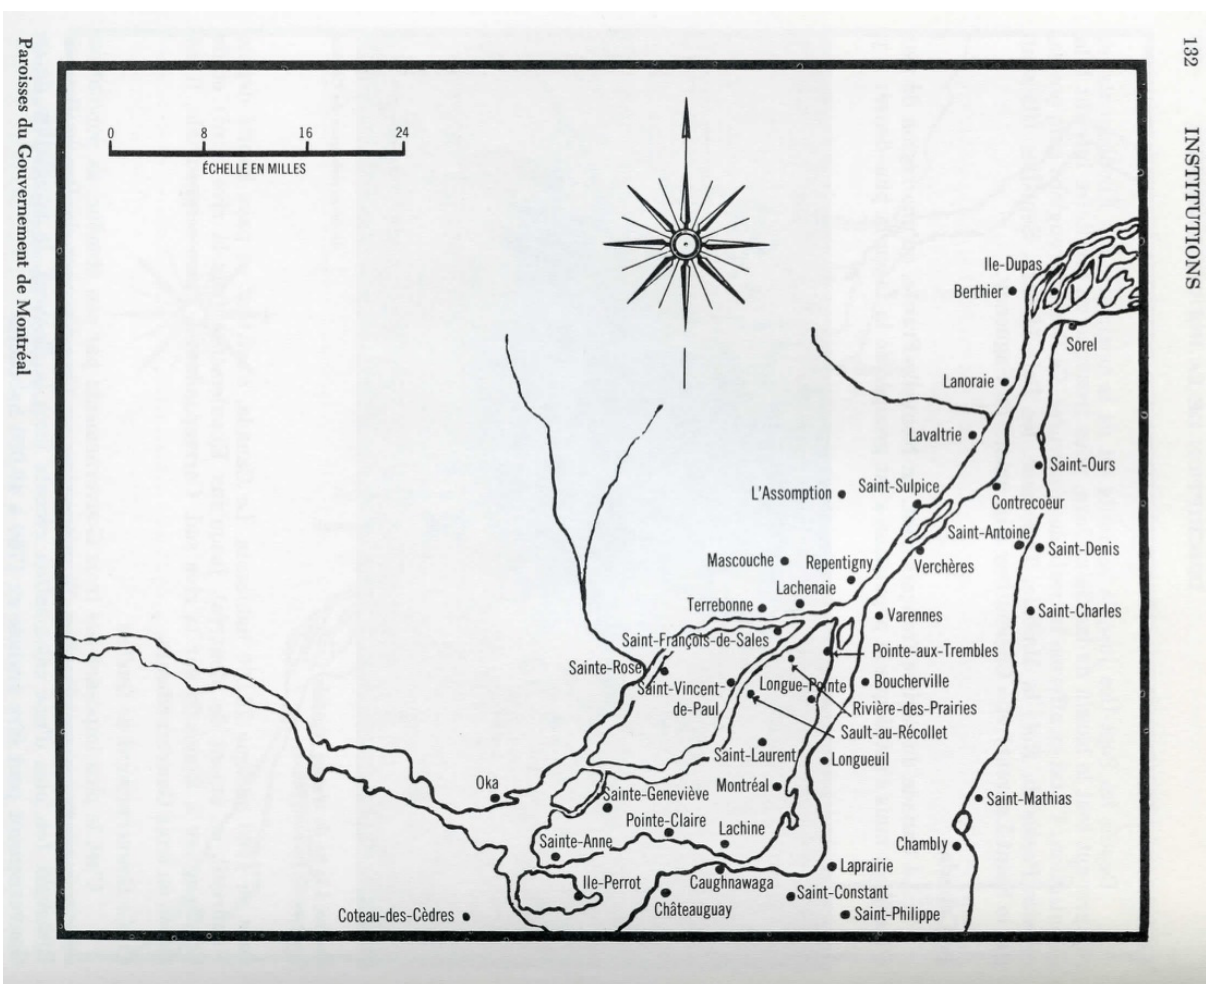 132 INSTITUTIONS
Paroisses du Gouvernement de Montréal
0 8 16 24
ÉCHELLE EN MILLES
Ile-Dupas
Berthier
Sorel
Lanoraie
Lavaltrie
Saint-Ours
L'Assomption
Saint-Sulpice
Contrecoeur
Saint-Antoine
Saint-Denis
Verchères
Mascouche
Repentigny
Lachenaie
Terrebonne
Varennes
Saint-Charles
Saint-François-de-Sales
Pointe-aux-Trembles
Sainte-Rose
Saint-Vincent-
de-Paul
Longue-Pointe
Boucherville
Rivière-des-Prairies
Sault-au-Récollet
Saint-Laurent
Longueuil
Oka
Montréal
Sainte-Geneviève
Saint-Mathias
Pointe-Claire
Lachine
Sainte-Anne
Chambly
Laprairie
Ile-Perrot
Caughnawaga
Saint-Constant
Châteauguay
Saint-Philippe
Coteau-des-Cèdres